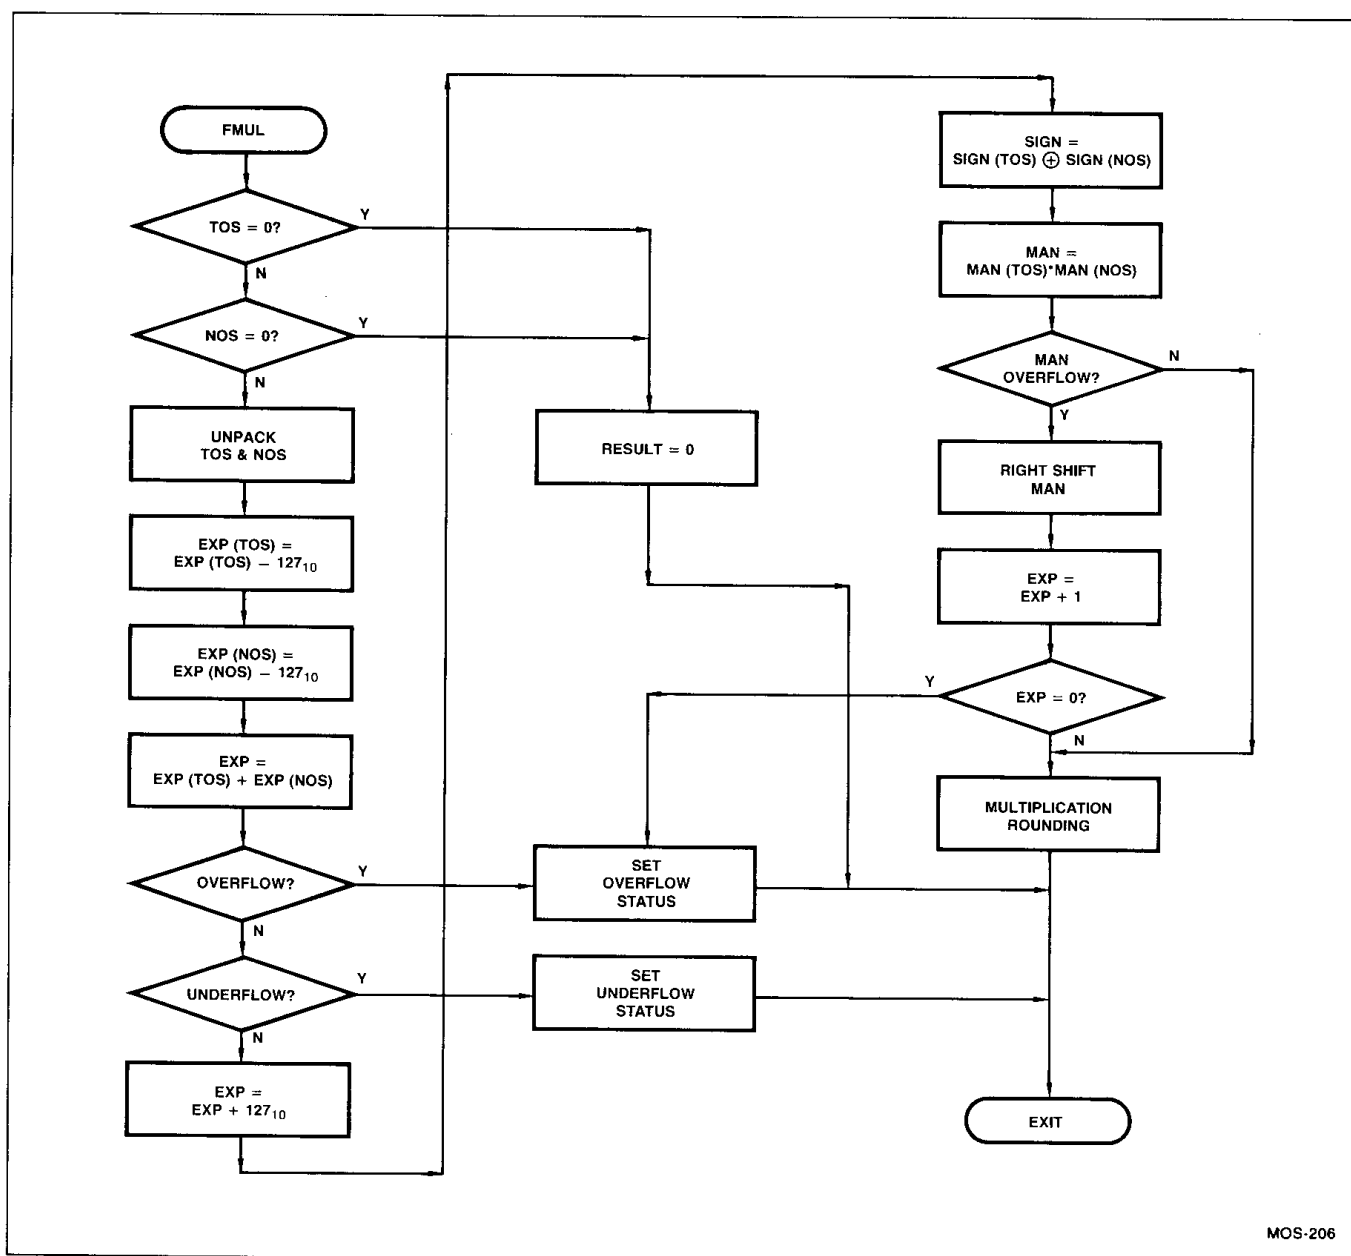 FMUL
TOS = 0?
Y
N
NOS = 0?
Y
N
UNPACK
TOS & NOS
EXP (TOS) =
EXP (TOS) − 127₁₀
EXP (NOS) =
EXP (NOS) − 127₁₀
EXP =
EXP (TOS) + EXP (NOS)
OVERFLOW?
Y
N
UNDERFLOW?
Y
N
EXP =
EXP + 127₁₀
RESULT = 0
SET
OVERFLOW
STATUS
SET
UNDERFLOW
STATUS
SIGN =
SIGN (TOS) ⊕ SIGN (NOS)
MAN =
MAN (TOS)*MAN (NOS)
MAN
OVERFLOW?
N
Y
RIGHT SHIFT
MAN
EXP =
EXP + 1
EXP = 0?
Y
N
MULTIPLICATION
ROUNDING
EXIT
MOS-206